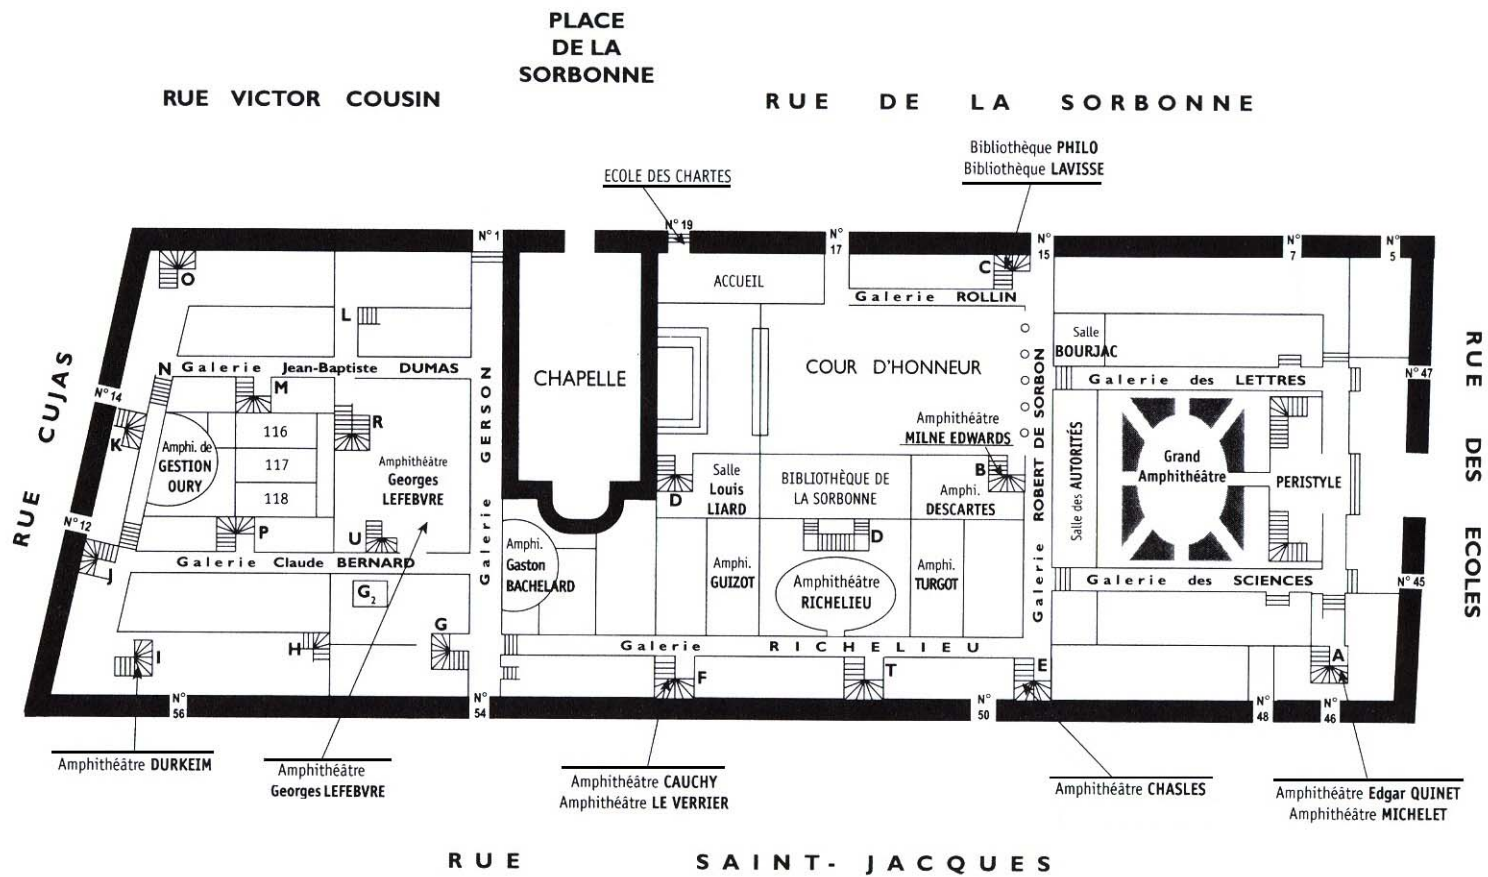 PLACE
DE LA
SORBONNE
RUE VICTOR COUSIN
RUE DE LA SORBONNE
Bibliothèque PHILO
Bibliothèque LAVISSE
ECOLE DES CHARTES
N° 1
N° 19
N°
17
N°
15
N°
7
N°
5
O
C
ACCUEIL
Galerie ROLLIN
L
Salle
BOURJAC
N
Galerie Jean-Baptiste DUMAS
CHAPELLE
COUR D'HONNEUR
Galerie des LETTRES
N° 47
N° 14
M
K
R
Amphi. de
GESTION
OURY
116
117
118
Amphithéâtre
Georges
LEFEBVRE
Galerie GERSON
Amphithéâtre
MILNE EDWARDS
B
D
Salle
Louis
LIARD
BIBLIOTHÈQUE DE
LA SORBONNE
Amphi.
DESCARTES
Galerie ROBERT DE SORBON
Salle des AUTORITÉS
Grand
Amphithéâtre
PERISTYLE
RUE CUJAS
RUE DES ECOLES
N° 12
J
P
U
D
Galerie Claude BERNARD
Amphi.
Gaston
BACHELARD
Amphi.
GUIZOT
Amphithéâtre
RICHELIEU
Amphi.
TURGOT
Galerie des SCIENCES
N° 45
G2
G
H
I
Galerie RICHELIEU
F
T
E
A
N°
56
N°
54
N°
50
N°
48
N°
46
Amphithéâtre DURKEIM
Amphithéâtre
Georges LEFEBVRE
Amphithéâtre CAUCHY
Amphithéâtre LE VERRIER
Amphithéâtre CHASLES
Amphithéâtre Edgar QUINET
Amphithéâtre MICHELET
RUE SAINT-JACQUES